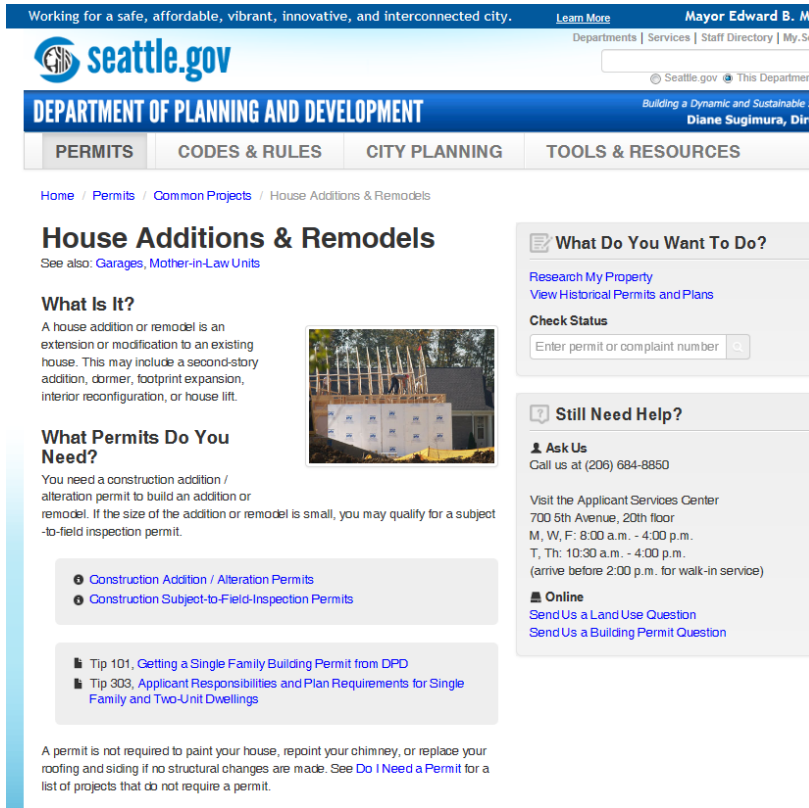 Working for a safe, affordable, vibrant, innovative, and interconnected city. Learn More Mayor Edward B.
Departments | Services | Staff Directory |
seattle.gov
Seattle.gov This
DEPARTMENT OF PLANNING AND DEVELOPMENT
Building a Dynamic and Sustainable
Diane Sugimura,
PERMITS CODES & RULES CITY PLANNING TOOLS & RESOURCES
Home / Permits / Common Projects / House Additions & Remodels
House Additions & Remodels
See also: Garages, Mother-in-Law Units
What Is It?
A house addition or remodel is an
extension or modification to an existing
house. This may include a second-story
addition, dormer, footprint expansion,
interior reconfiguration, or house lift.
What Permits Do You
Need?
You need a construction addition /
alteration permit to build an addition or
remodel. If the size of the addition or remodel is small, you may qualify for a subject
-to-field inspection permit.
Construction Addition / Alteration Permits
Construction Subject-to-Field-Inspection Permits
Tip 101, Getting a Single Family Building Permit from DPD
Tip 303, Applicant Responsibilities and Plan Requirements for Single
Family and Two-Unit Dwellings
A permit is not required to paint your house, repoint your chimney, or replace your
roofing and siding if no structural changes are made. See Do I Need a Permit for a
list of projects that do not require a permit.
What Do You Want To Do?
Research My Property
View Historical Permits and Plans
Check Status
Enter permit or complaint number
Still Need Help?
Ask Us
Call us at (206) 684-8850
Visit the Applicant Services Center
700 5th Avenue, 20th floor
M, W, F: 8:00 a.m. - 4:00 p.m.
T, Th: 10:30 a.m. - 4:00 p.m.
(arrive before 2:00 p.m. for walk-in service)
Online
Send Us a Land Use Question
Send Us a Building Permit Question